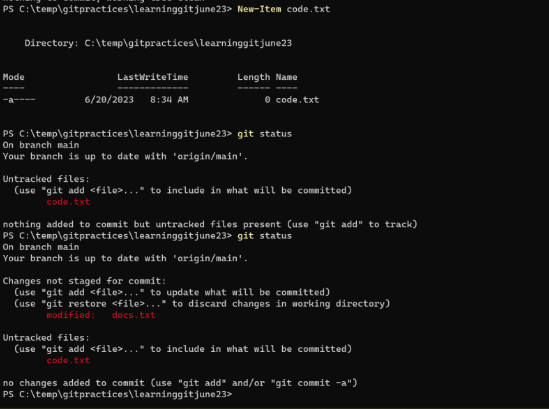 PS C:\temp\gitpractices\learninggitjune23> New-Item code.txt
Directory: C:\temp\gitpractices\learninggitjune23
Mode LastWriteTime Length Name
---- ------------- ------ ----
-a---- 6/20/2023 8:34 AM 0 code.txt
PS C:\temp\gitpractices\learninggitjune23> git status
On branch main
Your branch is up to date with 'origin/main'.
Untracked files:
(use "git add <file>..." to include in what will be committed)
code.txt
nothing added to commit but untracked files present (use "git add" to track)
PS C:\temp\gitpractices\learninggitjune23> git status
On branch main
Your branch is up to date with 'origin/main'.
Changes not staged for commit:
(use "git add <file>..." to update what will be committed)
(use "git restore <file>..." to discard changes in working directory)
modified: docs.txt
Untracked files:
(use "git add <file>..." to include in what will be committed)
code.txt
no changes added to commit (use "git add" and/or "git commit -a")
PS C:\temp\gitpractices\learninggitjune23>